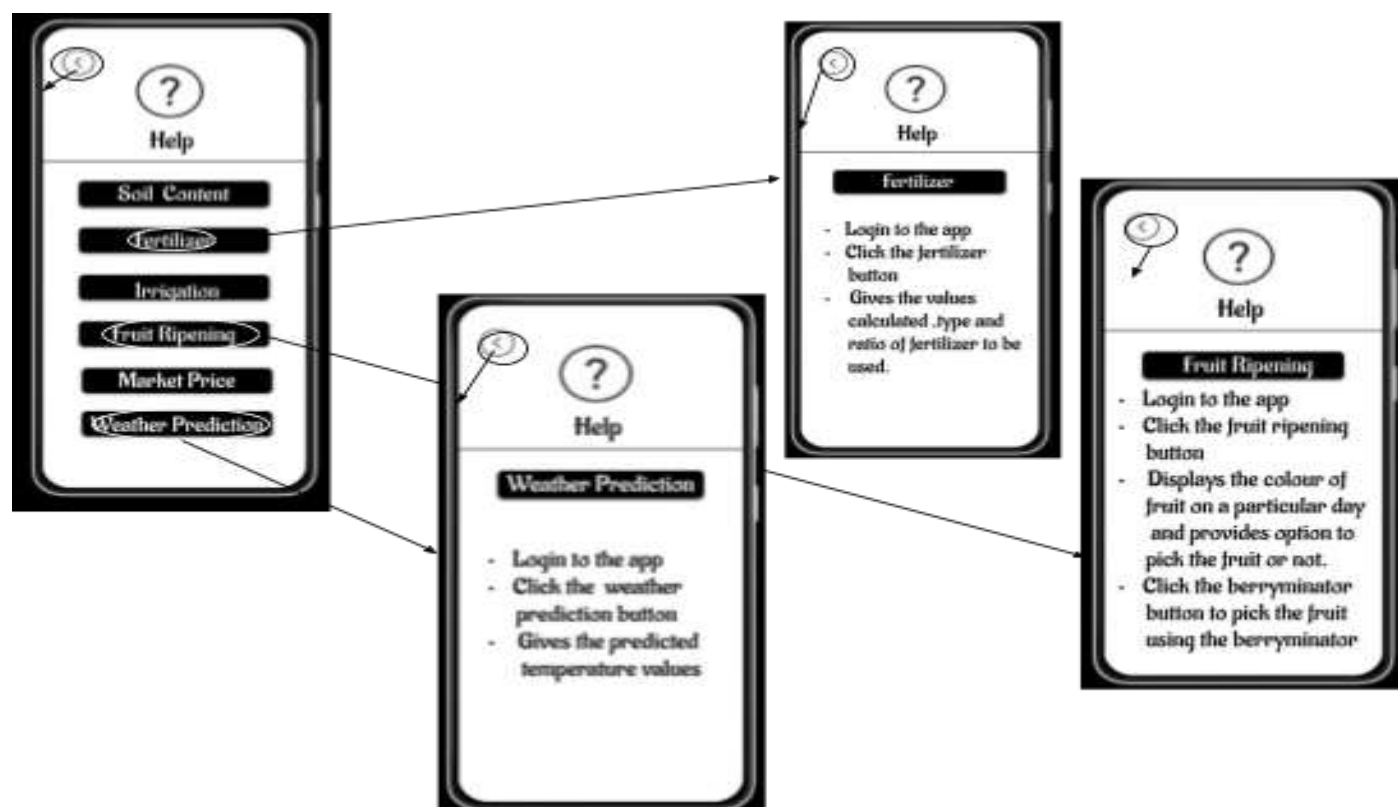 ?
Help
Soil Content
Fertilizer
Irrigation
Fruit Ripening
Market Price
Weather Prediction
?
Help
Weather Prediction
- Login to the app
- Click the weather
prediction button
- Gives the predicted
temperature values
?
Help
Fertilizer
- Login to the app
- Click the fertilizer
button
- Gives the values
calculated .type and
ratio of fertilizer to be
used.
?
Help
Fruit Ripening
- Login to the app
- Click the fruit ripening
button
- Displays the colour of
fruit on a particular day
and provides option to
pick the fruit or not.
- Click the berryminator
button to pick the fruit
using the berryminator